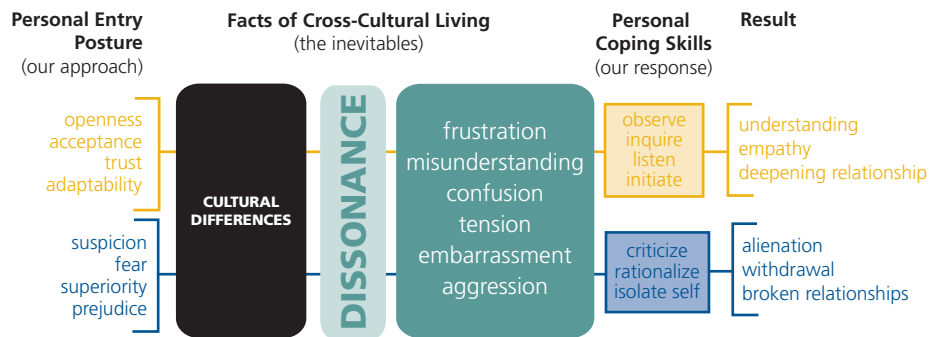 Personal Entry
Posture
(our approach)
Facts of Cross-Cultural Living
(the inevitables)
Personal
Coping Skills
(our response)
Result
openness
acceptance
trust
adaptability
suspicion
fear
superiority
prejudice
CULTURAL
DIFFERENCES
DISSONANCE
frustration
misunderstanding
confusion
tension
embarrassment
aggression
observe
inquire
listen
initiate
criticize
rationalize
isolate self
understanding
empathy
deepening relationship
alienation
withdrawal
broken relationships